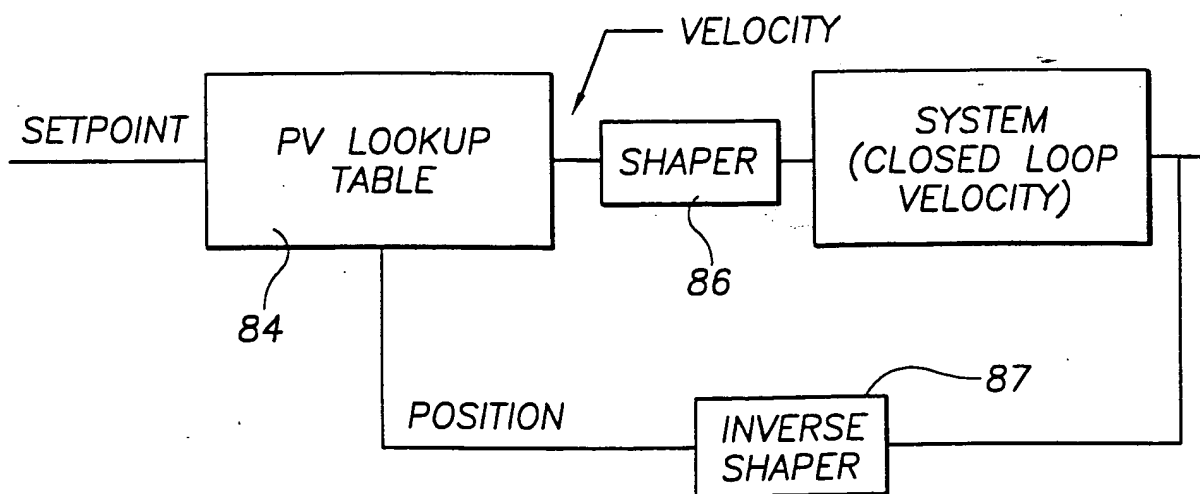 VELOCITY
SETPOINT
PV LOOKUP
TABLE
SHAPER
SYSTEM
(CLOSED LOOP
VELOCITY)
84
86
87
POSITION
INVERSE
SHAPER